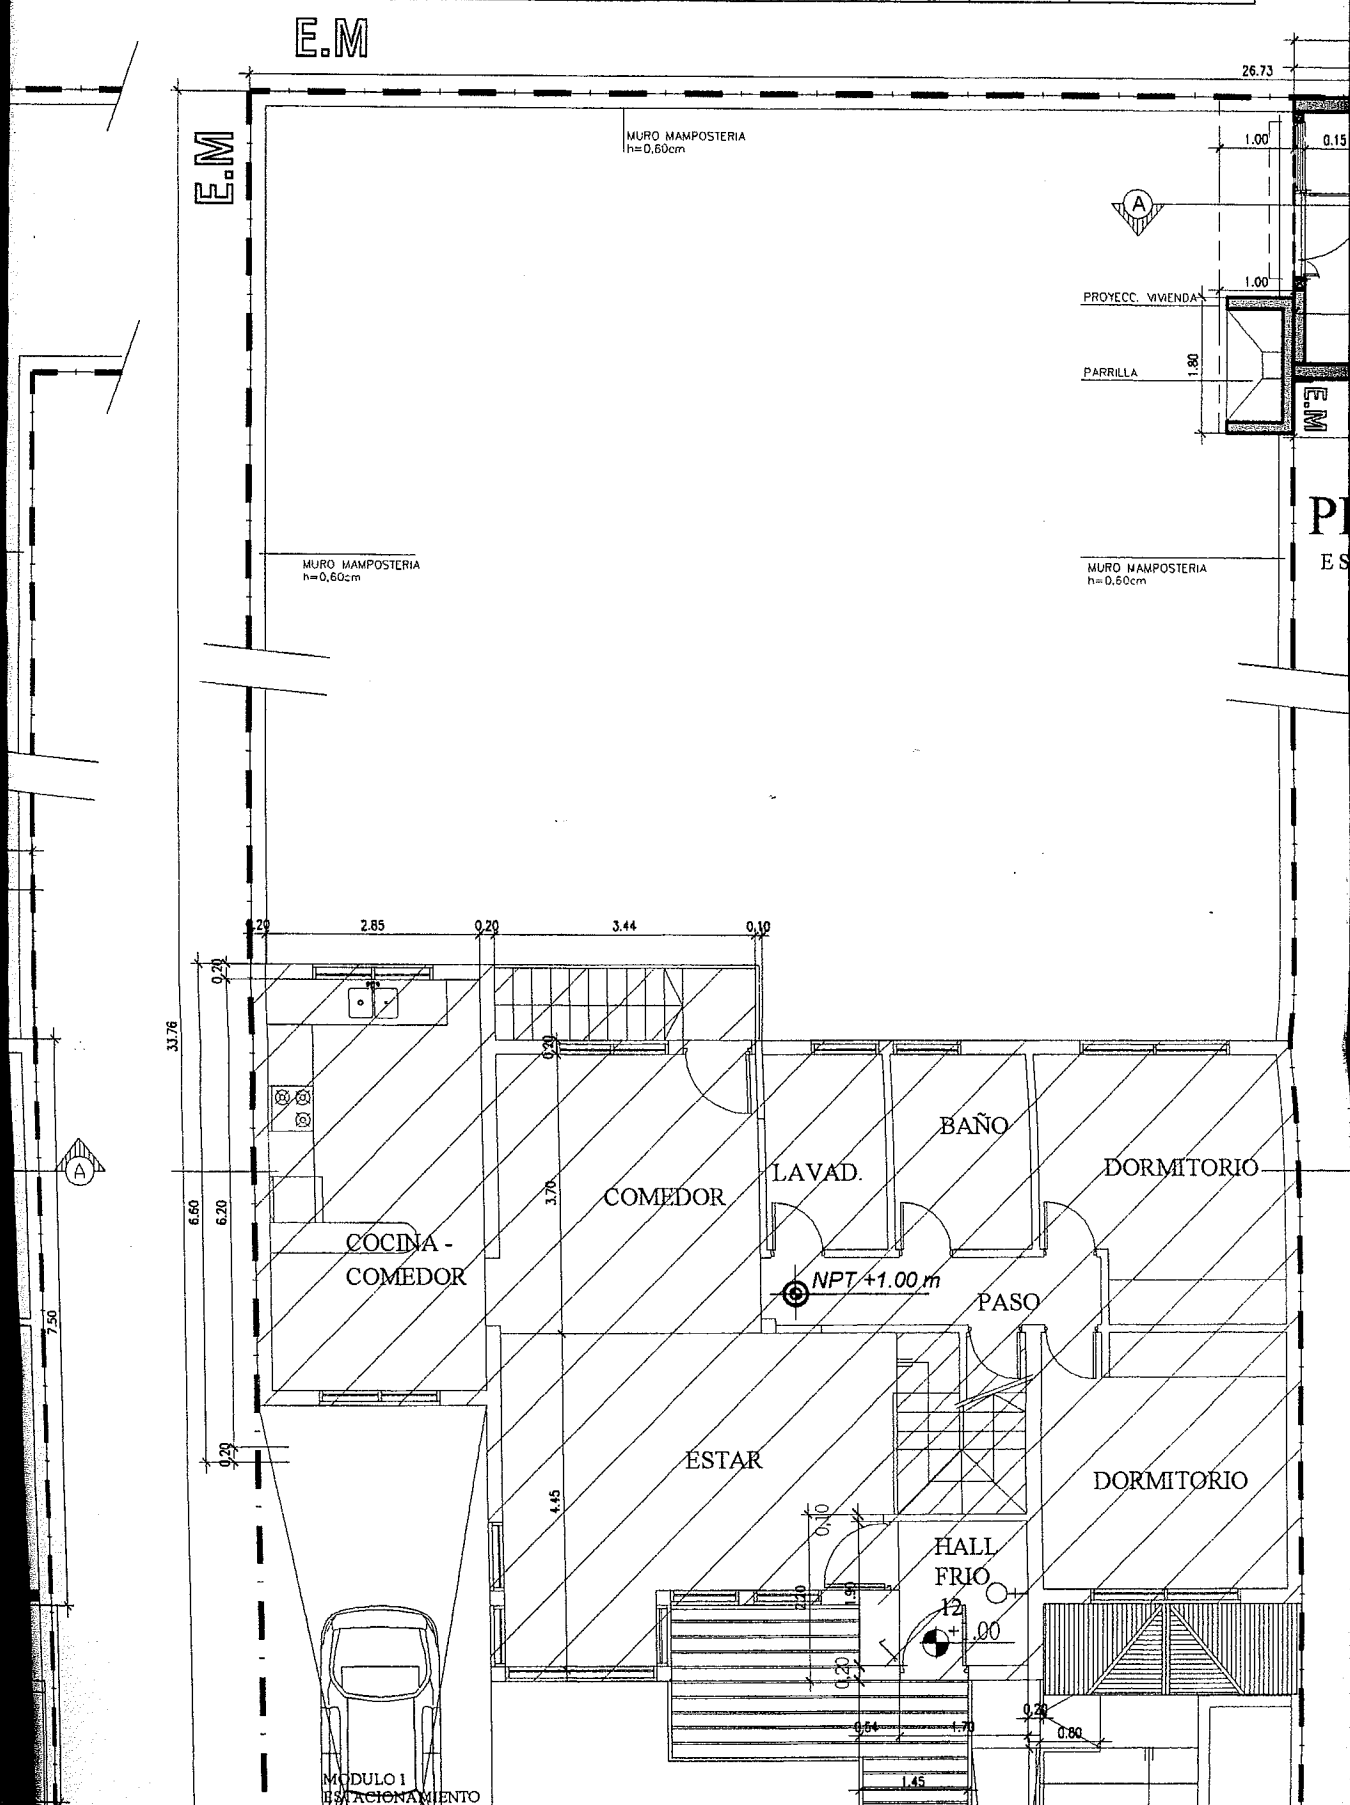 E.M
26.73
E.M
MURO MAMPOSTERIA
h=0,60cm
1.00
0.15
A
1.00
PROYECC. VIVIENDA
1.80
PARRILLA
E.M
MURO MAMPOSTERIA
h=0,60cm
MURO MAMPOSTERIA
h=0,60cm
0,20
2.85
0,20
3.44
0,10
0,20
33.76
0,20
BAÑO
LAVAD.
DORMITORIO
A
COMEDOR
3.70
6.60
6.20
COCINA -
COMEDOR
NPT +1.00 m
PASO
7.50
ESTAR
DORMITORIO
0,20
4.45
0,10
HALL
FRIO
12
+1.00
2.20
1.90
0,20
0,54
1.70
0,20
0.80
MODULO 1
ESTACIONAMIENTO
1.45